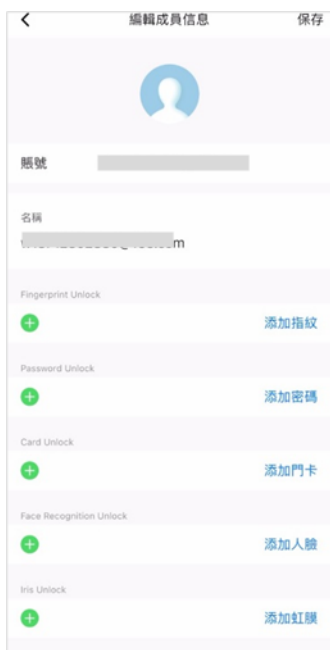 編輯成員信息 保存
賬號
名稱
m
Fingerprint Unlock
添加指紋
Password Unlock
添加密碼
Card Unlock
添加門卡
Face Recognition Unlock
添加人臉
Iris Unlock
添加虹膜